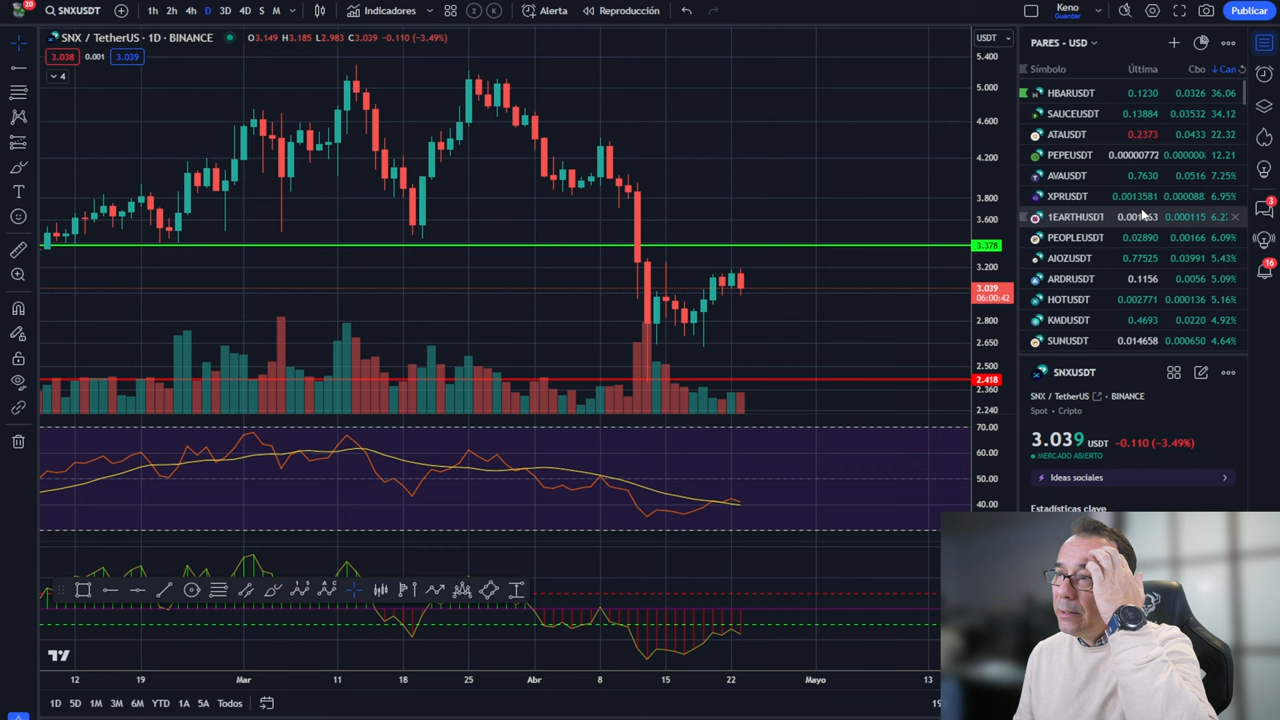 20 SNXUSDT 1h 2h 4h D 3D 4D S M Indicadores 2 K Alerta Reproducción Keno Guardar Publicar
SNX / TetherUS · 1D · BINANCE O3.149 H3.185 L2.983 C3.039 -0.110 (-3.49%) USDT
3.038 0.001 3.039
4
5.400
5.000
4.600
4.200
3.800
3.600
3.378
3.200
3.039
06:00:42
2.800
2.650
2.500
2.418
2.360
2.240
70.00
60.00
50.00
40.00
12 19 Mar 11 18 25 Abr 8 15 22 Mayo 13
1D 5D 1M 3M 6M YTD 1A 5A Todos
PARES - USD
Símbolo Última Cbo Can
HBARUSDT 0.1230 0.0326 36.06
SAUCEUSDT 0.13884 0.03532 34.12
ATAUSDT 0.2373 0.0433 22.32
PEPEUSDT 0.00000772 0.000000 12.21
AVAUSDT 0.7630 0.0516 7.25%
XPRUSDT 0.0013581 0.000088 6.95%
1EARTHUSDT 0.000115
PEOPLEUSDT 0.02890 0.00166 6.09%
AIOZUSDT 0.77525 0.03991 5.43%
ARDRUSDT 0.1156 0.0056 5.09%
HOTUSDT 0.002771 0.000136 5.16%
KMDUSDT 0.4693 0.0220 4.92%
SUNUSDT 0.014658 0.000650 4.64%
SNXUSDT
SNX / TetherUS · BINANCE
Spot · Cripto
3.039 USDT -0.110 (-3.49%)
MERCADO ABIERTO
Ideas sociales
Estadísticas clave
3
16